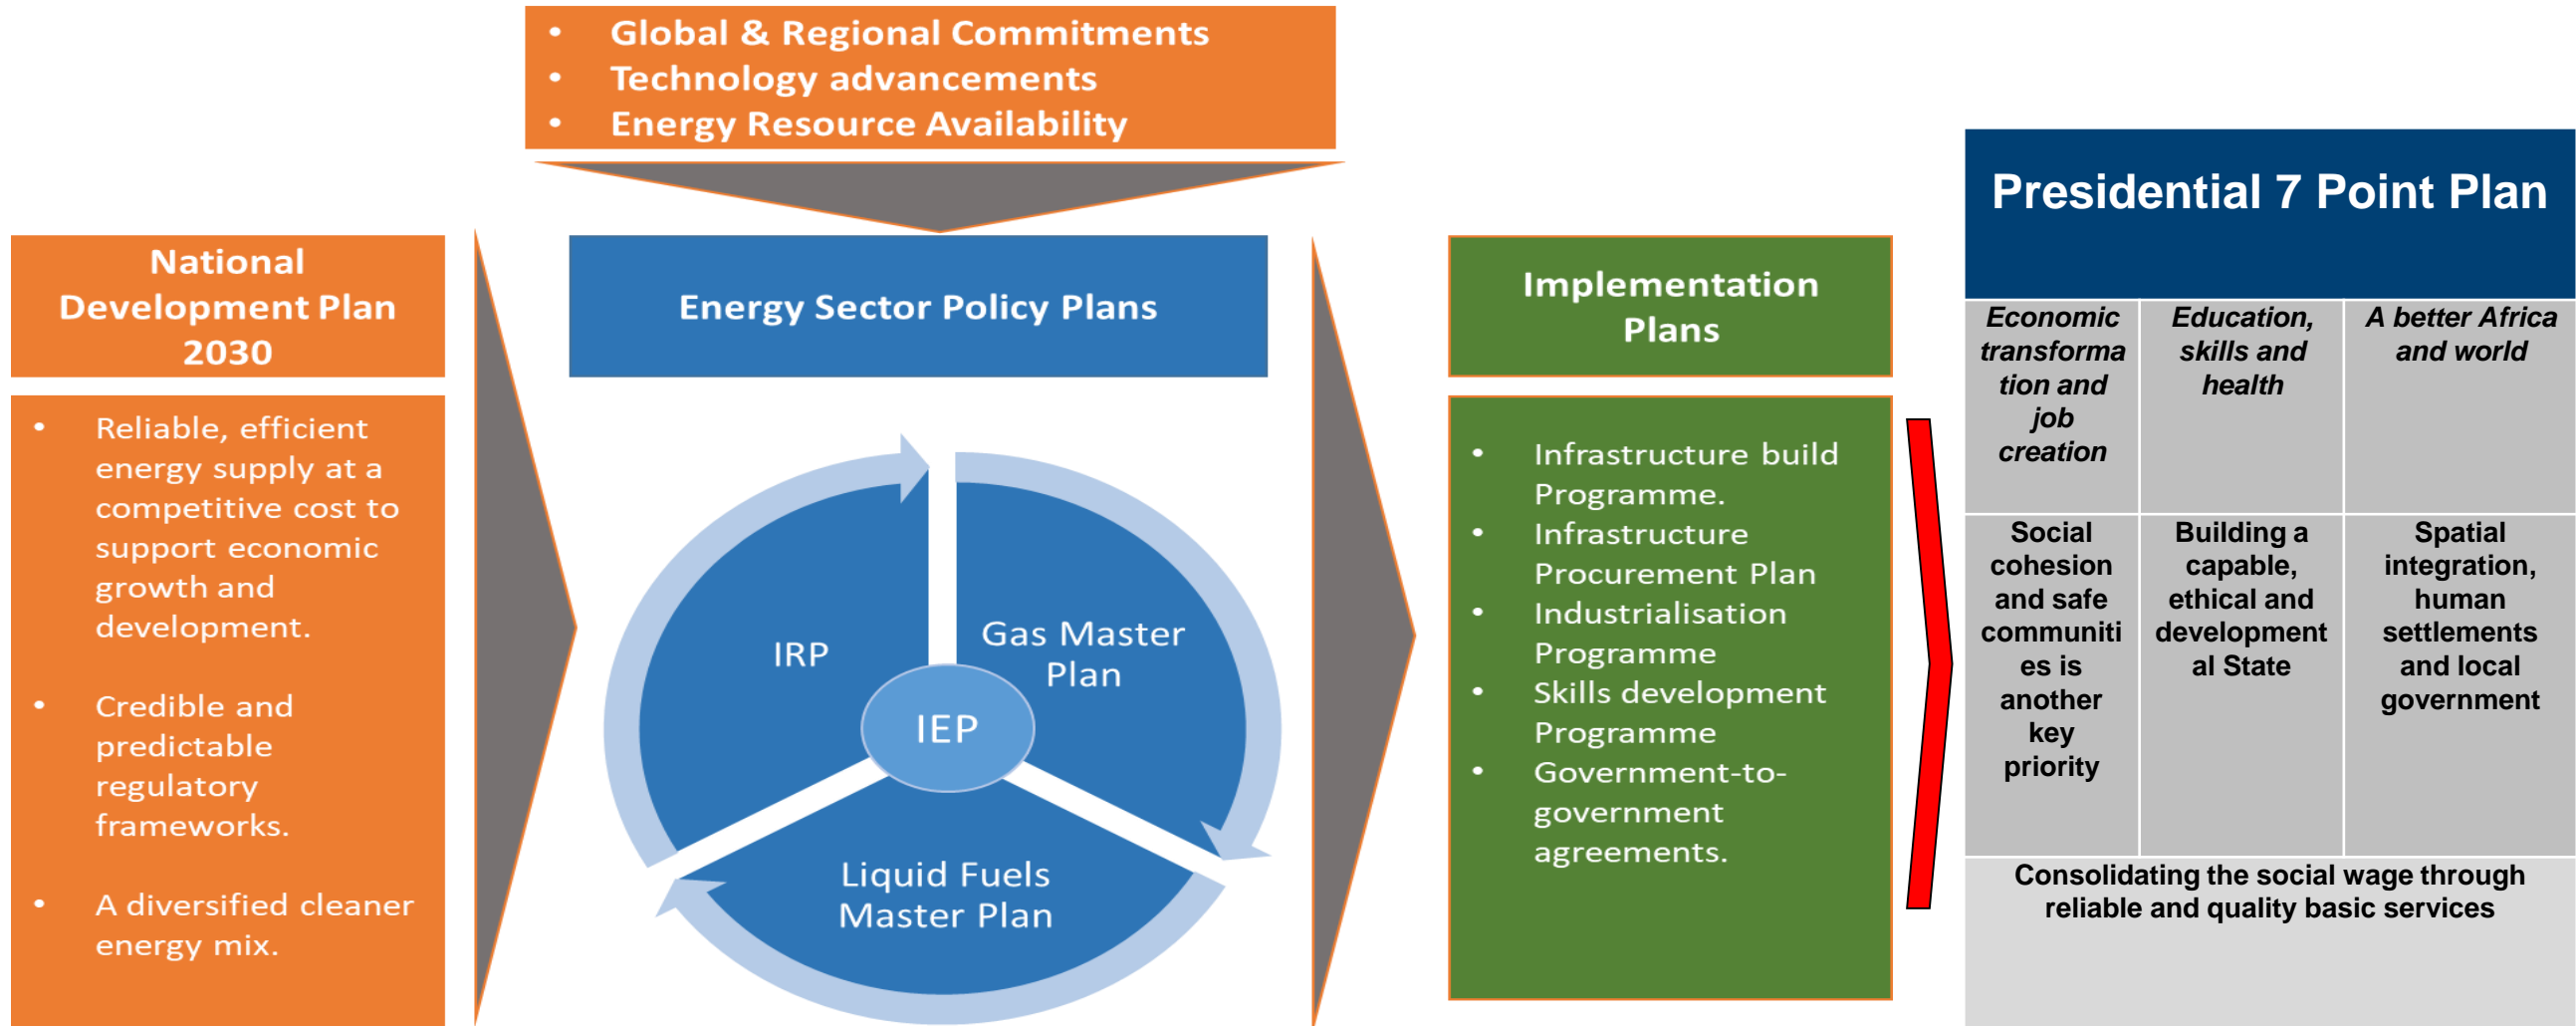 • Global & Regional Commitments
• Technology advancements
• Energy Resource Availability
National
Development Plan
2030
• Reliable, efficient
energy supply at a
competitive cost to
support economic
growth and
development.
• Credible and
predictable
regulatory
frameworks.
• A diversified cleaner
energy mix.
Energy Sector Policy Plans
IRP
Gas Master
Plan
IEP
Liquid Fuels
Master Plan
Implementation
Plans
• Infrastructure build
Programme.
• Infrastructure
Procurement Plan
• Industrialisation
Programme
• Skills development
Programme
• Government-to-
government
agreements.
Presidential 7 Point Plan
Economic
transforma
tion and
job
creation
Education,
skills and
health
A better Africa
and world
Social
cohesion
and safe
communiti
es is
another
key
priority
Building a
capable,
ethical and
development
al State
Spatial
integration,
human
settlements
and local
government
Consolidating the social wage through
reliable and quality basic services